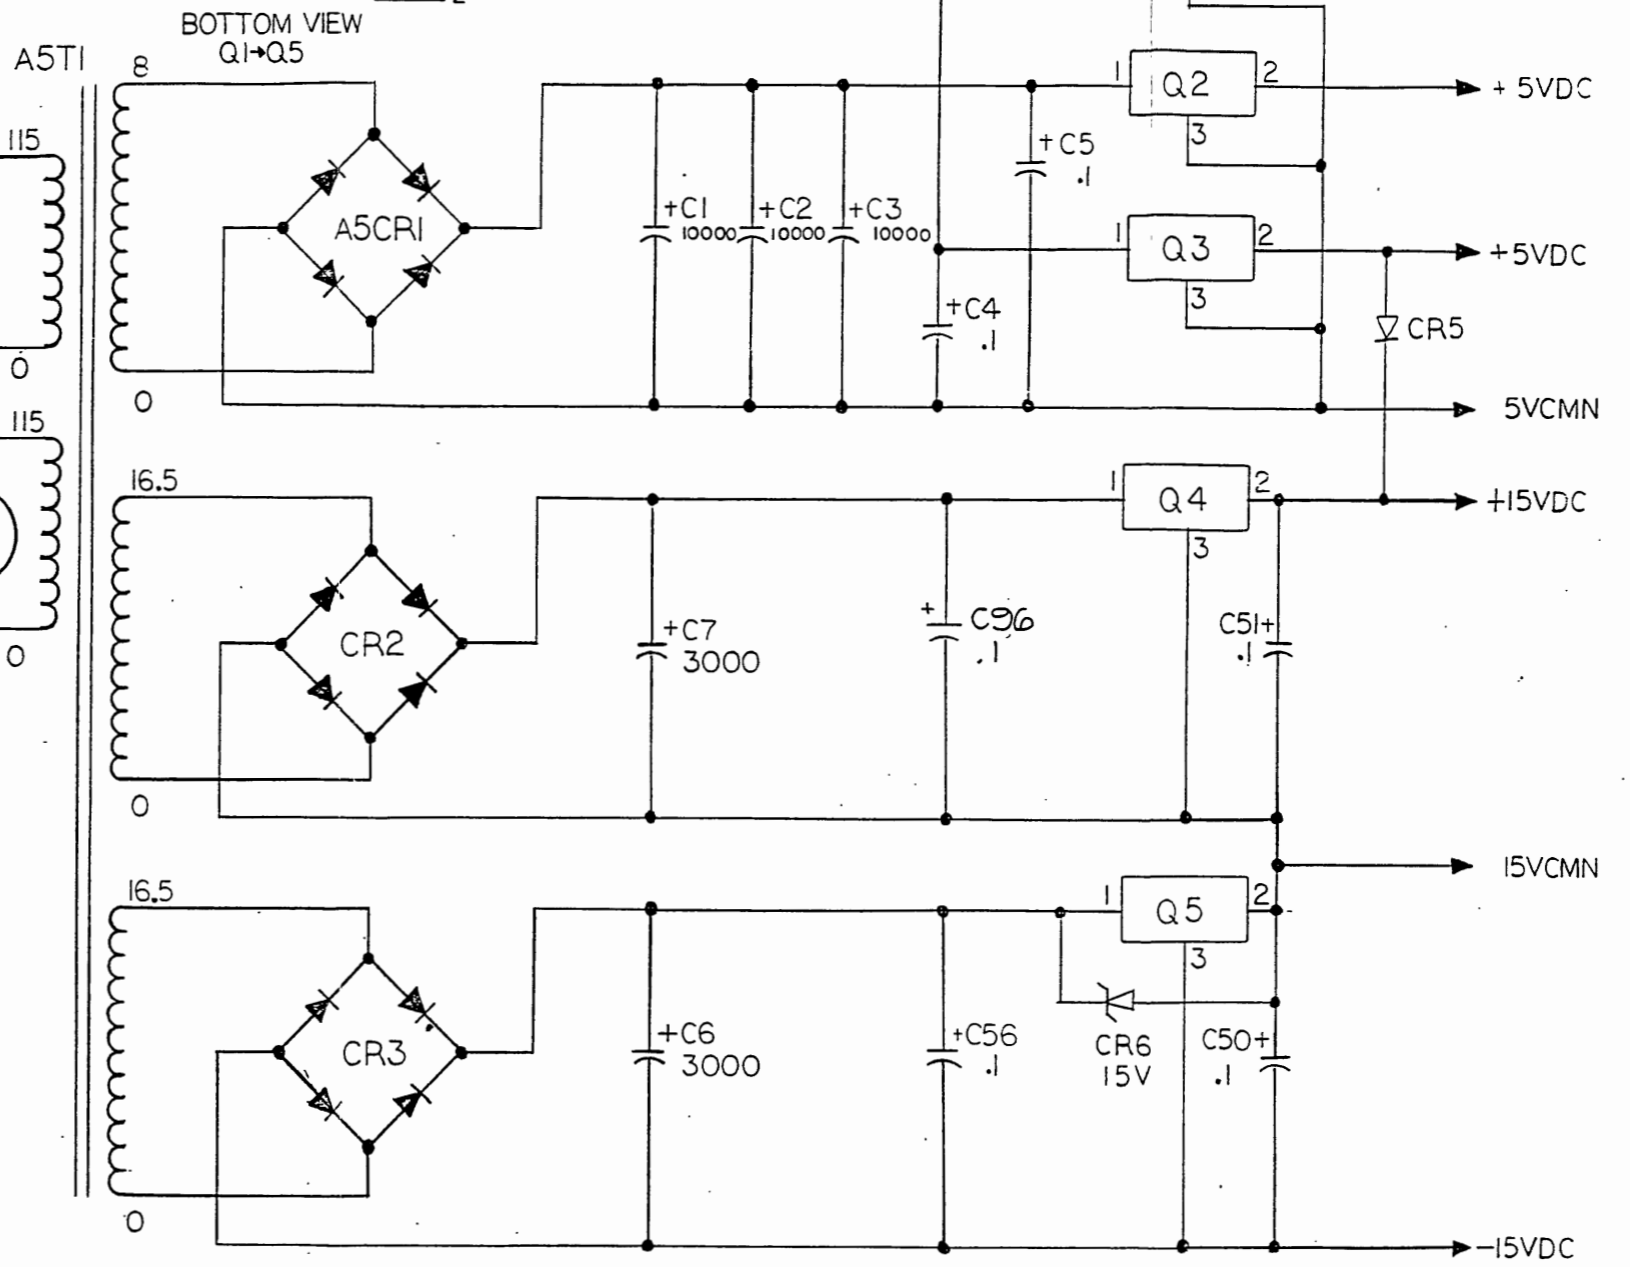 BOTTOM VIEW
Q1→Q5
A5T1
8
115
0
115
0
0
A5CR1
+C1
10000
+C2
10000
+C3
10000
+C4
.1
+C5
.1
1
Q2
2
3
+5VDC
1
Q3
2
3
+5VDC
CR5
5VCMN
16.5
0
CR2
+C7
3000
+
C96
.1
1
Q4
2
3
C51+
.1
+15VDC
15VCMN
16.5
0
CR3
+C6
3000
+C56
.1
1
Q5
2
3
CR6
15V
C50+
.1
-15VDC